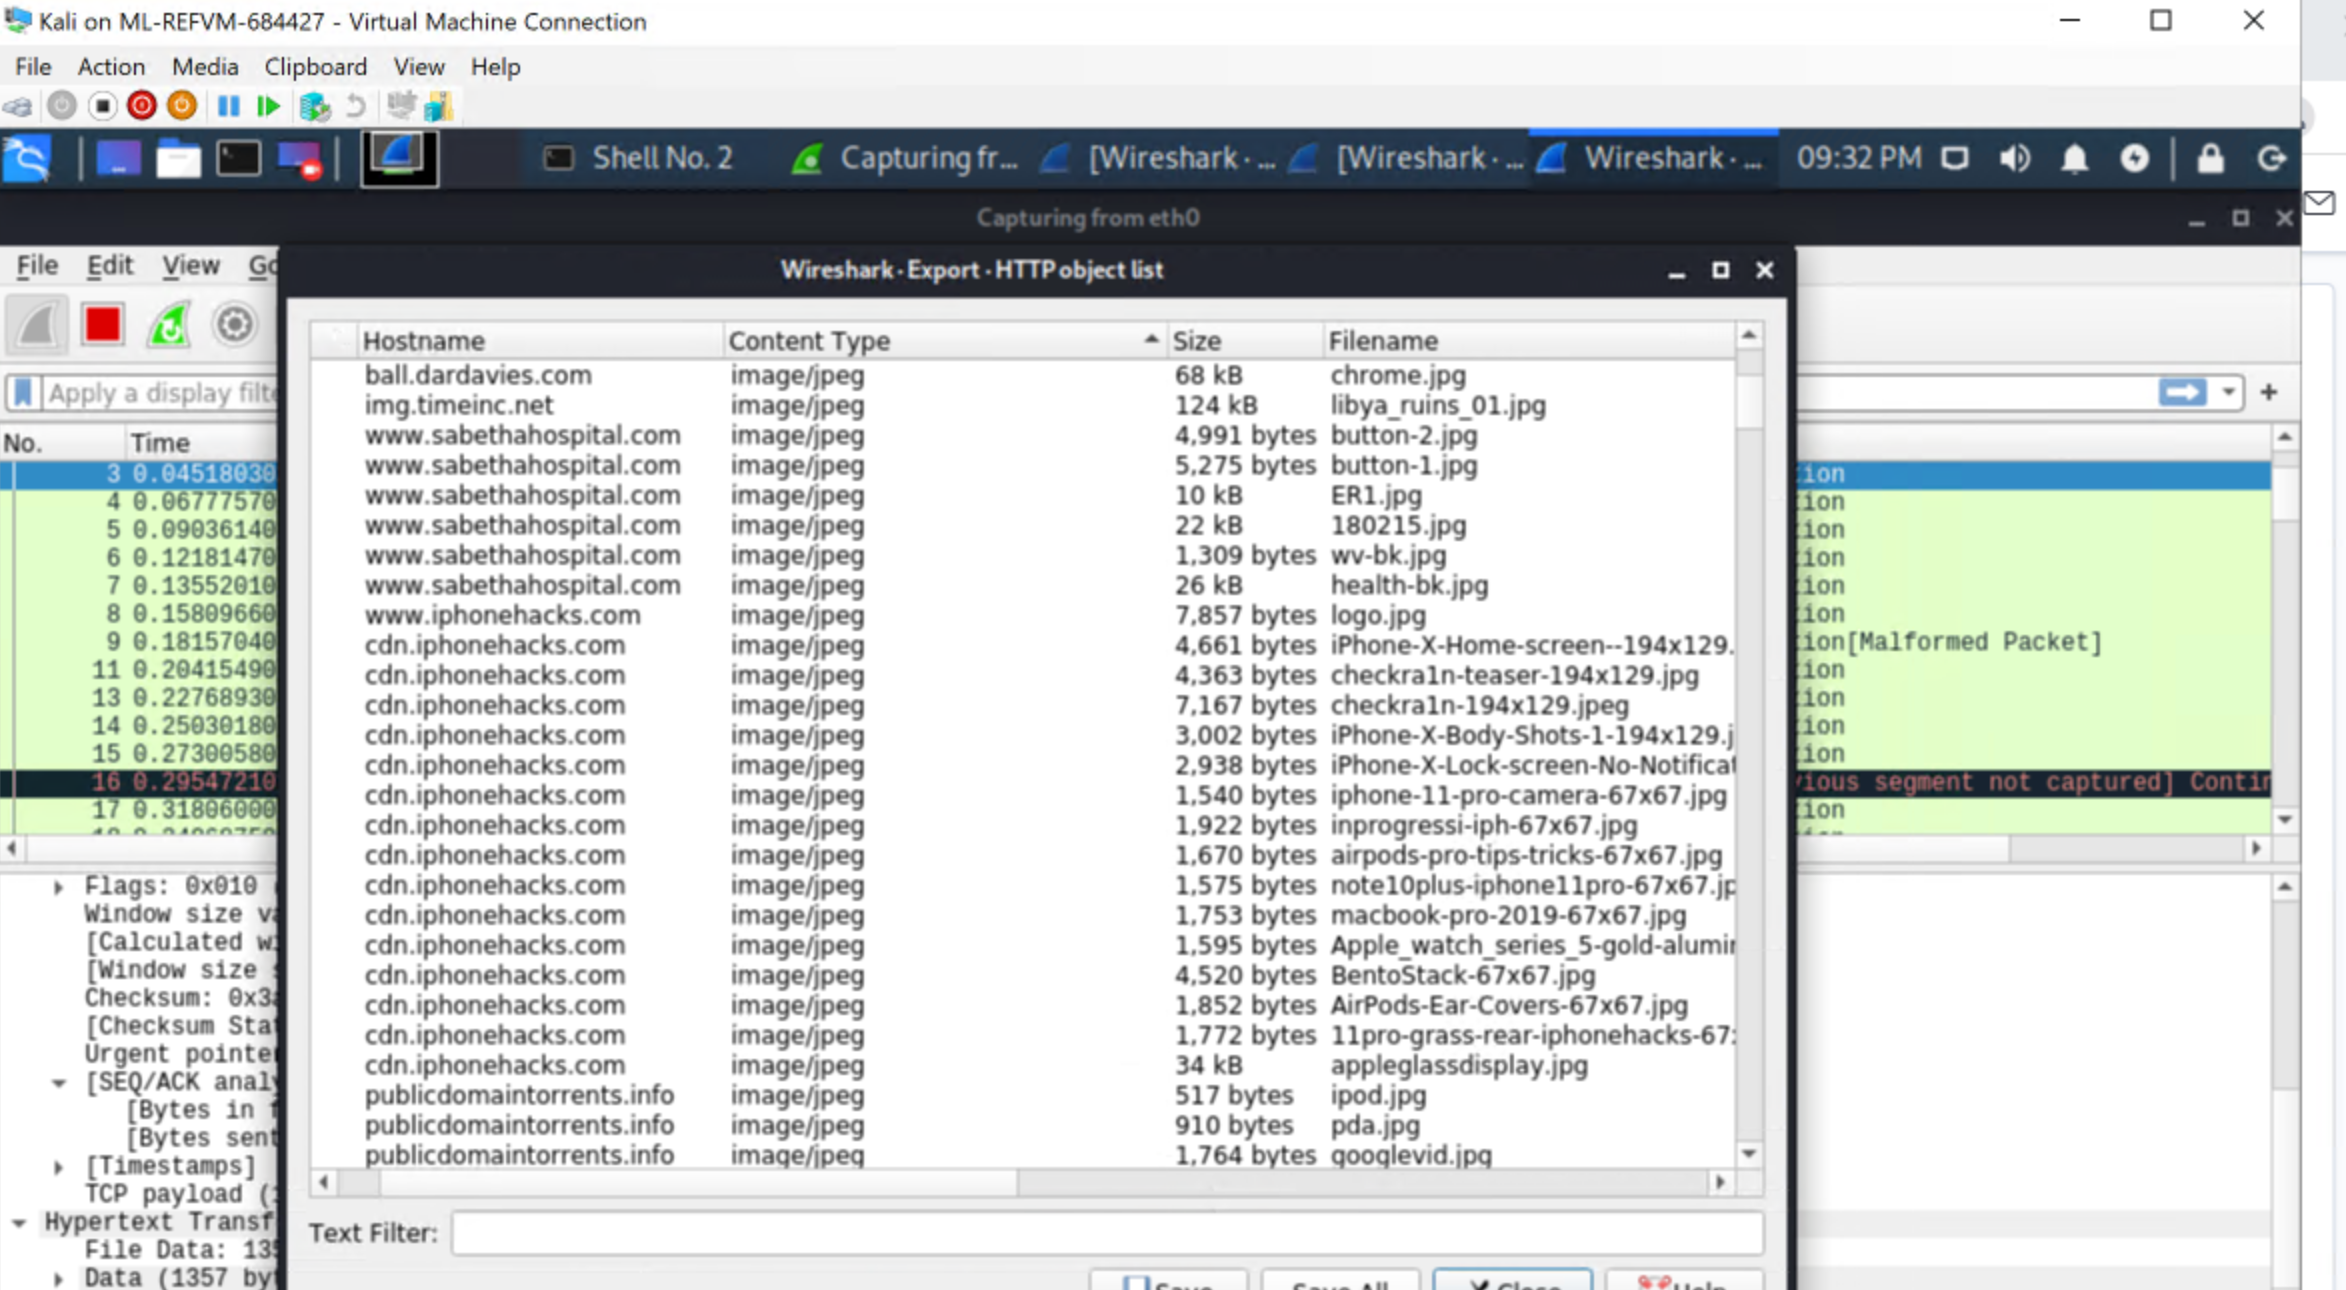 Kali on ML-REFVM-684427 - Virtual Machine Connection
File Action Media Clipboard View Help
Shell No. 2 Capturing fr... [Wireshark · ... [Wireshark · ... Wireshark · ... 09:32 PM
Capturing from eth0
File Edit View Go
Wireshark · Export · HTTP object list
Hostname Content Type Size Filename
ball.dardavies.com image/jpeg 68 kB chrome.jpg
Apply a display filte
img.timeinc.net image/jpeg 124 kB libya_ruins_01.jpg
www.sabethahospital.com image/jpeg 4,991 bytes button-2.jpg
No. Time
www.sabethahospital.com image/jpeg 5,275 bytes button-1.jpg
3 0.04518030 tion
www.sabethahospital.com image/jpeg 10 kB ER1.jpg
4 0.06777570 tion
www.sabethahospital.com image/jpeg 22 kB 180215.jpg
5 0.09036140 tion
www.sabethahospital.com image/jpeg 1,309 bytes wv-bk.jpg
6 0.12181470 tion
www.sabethahospital.com image/jpeg 26 kB health-bk.jpg
7 0.13552010 tion
www.iphonehacks.com image/jpeg 7,857 bytes logo.jpg
8 0.15809660 tion
cdn.iphonehacks.com image/jpeg 4,661 bytes iPhone-X-Home-screen--194x129.
9 0.18157040 tion[Malformed Packet]
cdn.iphonehacks.com image/jpeg 4,363 bytes checkra1n-teaser-194x129.jpg
11 0.20415490 tion
cdn.iphonehacks.com image/jpeg 7,167 bytes checkra1n-194x129.jpeg
13 0.22768930 tion
cdn.iphonehacks.com image/jpeg 3,002 bytes iPhone-X-Body-Shots-1-194x129.j
14 0.25030180 tion
cdn.iphonehacks.com image/jpeg 2,938 bytes iPhone-X-Lock-screen-No-Notificat
15 0.27300580 tion
cdn.iphonehacks.com image/jpeg 1,540 bytes iphone-11-pro-camera-67x67.jpg
16 0.29547210 vious segment not captured] Contin
cdn.iphonehacks.com image/jpeg 1,922 bytes inprogressi-iph-67x67.jpg
17 0.31806000 tion
cdn.iphonehacks.com image/jpeg 1,670 bytes airpods-pro-tips-tricks-67x67.jpg
cdn.iphonehacks.com image/jpeg 1,575 bytes note10plus-iphone11pro-67x67.jp
Flags: 0x010 (
cdn.iphonehacks.com image/jpeg 1,753 bytes macbook-pro-2019-67x67.jpg
Window size va
cdn.iphonehacks.com image/jpeg 1,595 bytes Apple_watch_series_5-gold-alumin
[Calculated wi
cdn.iphonehacks.com image/jpeg 4,520 bytes BentoStack-67x67.jpg
[Window size s
cdn.iphonehacks.com image/jpeg 1,852 bytes AirPods-Ear-Covers-67x67.jpg
Checksum: 0x3a
cdn.iphonehacks.com image/jpeg 1,772 bytes 11pro-grass-rear-iphonehacks-67x
[Checksum Stat
cdn.iphonehacks.com image/jpeg 34 kB appleglassdisplay.jpg
Urgent pointer
publicdomaintorrents.info image/jpeg 517 bytes ipod.jpg
[SEQ/ACK analy
publicdomaintorrents.info image/jpeg 910 bytes pda.jpg
[Bytes in f
publicdomaintorrents.info image/jpeg 1,764 bytes googlevid.jpg
[Bytes sent
[Timestamps]
TCP payload (1
Hypertext Transf
Text Filter:
File Data: 135
Data (1357 byt
Save Save All Close Help